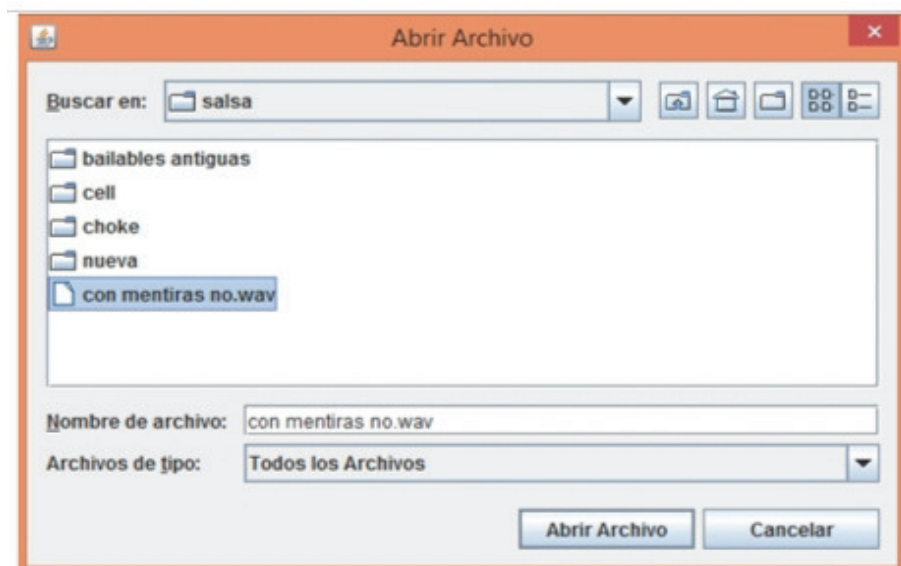 Abrir Archivo
Buscar en: salsa
bailables antiguas
cell
choke
nueva
con mentiras no.wav
Nombre de archivo: con mentiras no.wav
Archivos de tipo: Todos los Archivos
Abrir Archivo Cancelar